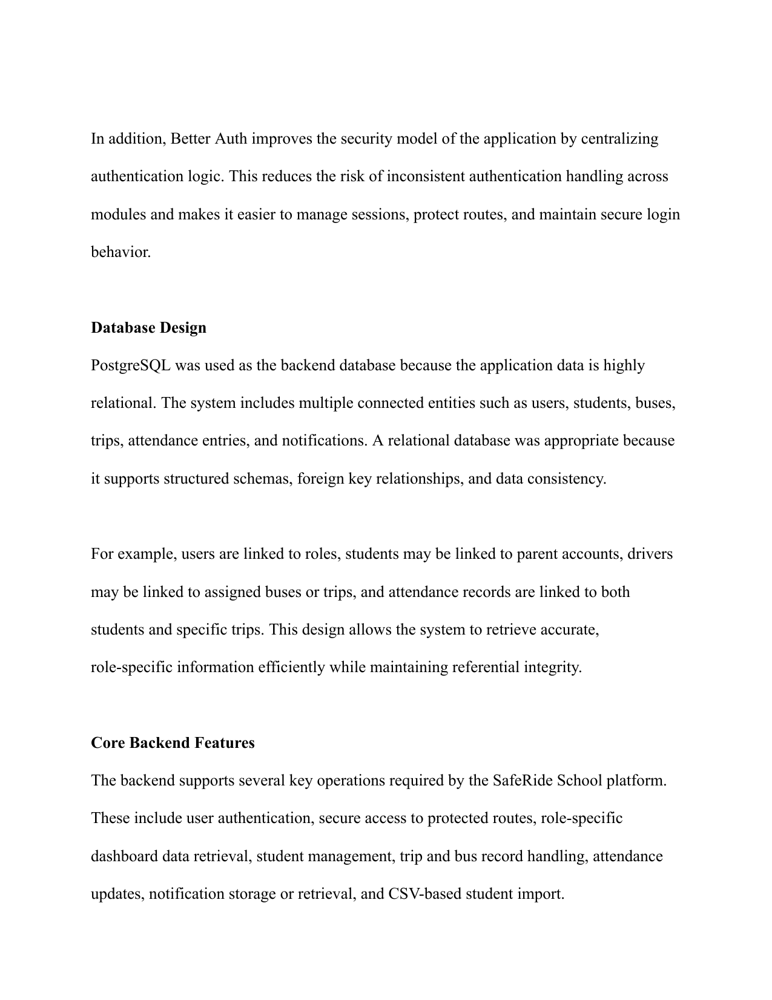 In addition, Better Auth improves the security model of the application by centralizing
authentication logic. This reduces the risk of inconsistent authentication handling across
modules and makes it easier to manage sessions, protect routes, and maintain secure login
behavior.
Database Design
PostgreSQL was used as the backend database because the application data is highly
relational. The system includes multiple connected entities such as users, students, buses,
trips, attendance entries, and notifications. A relational database was appropriate because
it supports structured schemas, foreign key relationships, and data consistency.
For example, users are linked to roles, students may be linked to parent accounts, drivers
may be linked to assigned buses or trips, and attendance records are linked to both
students and specific trips. This design allows the system to retrieve accurate,
role-specific information efficiently while maintaining referential integrity.
Core Backend Features
The backend supports several key operations required by the SafeRide School platform.
These include user authentication, secure access to protected routes, role-specific
dashboard data retrieval, student management, trip and bus record handling, attendance
updates, notification storage or retrieval, and CSV-based student import.